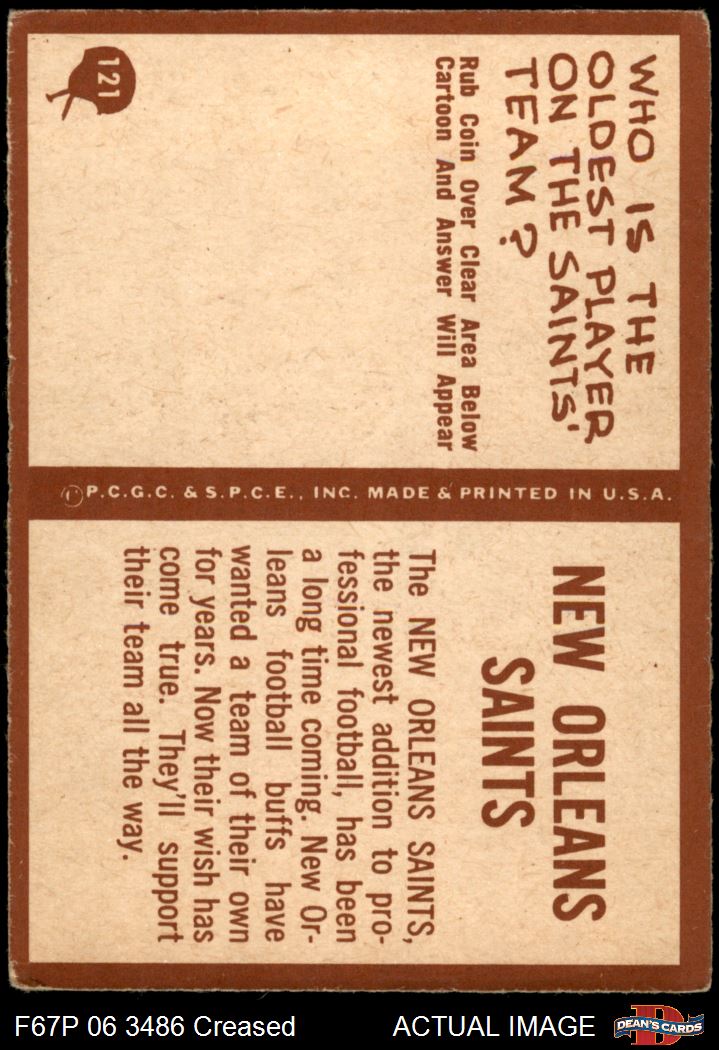 121
WHO IS THE
OLDEST PLAYER
ON THE SAINTS'
TEAM?
Rub Coin Over Clear Area Below
Cartoon And Answer Will Appear
©P.C.G.C. & S.P.C.E., INC. MADE & PRINTED IN U.S.A.
NEW ORLEANS
SAINTS
The NEW ORLEANS SAINTS,
the newest addition to pro-
fessional football, has been
a long time coming. New Or-
leans football buffs have
wanted a team of their own
for years. Now their wish has
come true. They'll support
their team all the way.
F67P 06 3486 Creased
ACTUAL IMAGE
D
DEAN'S CARDS